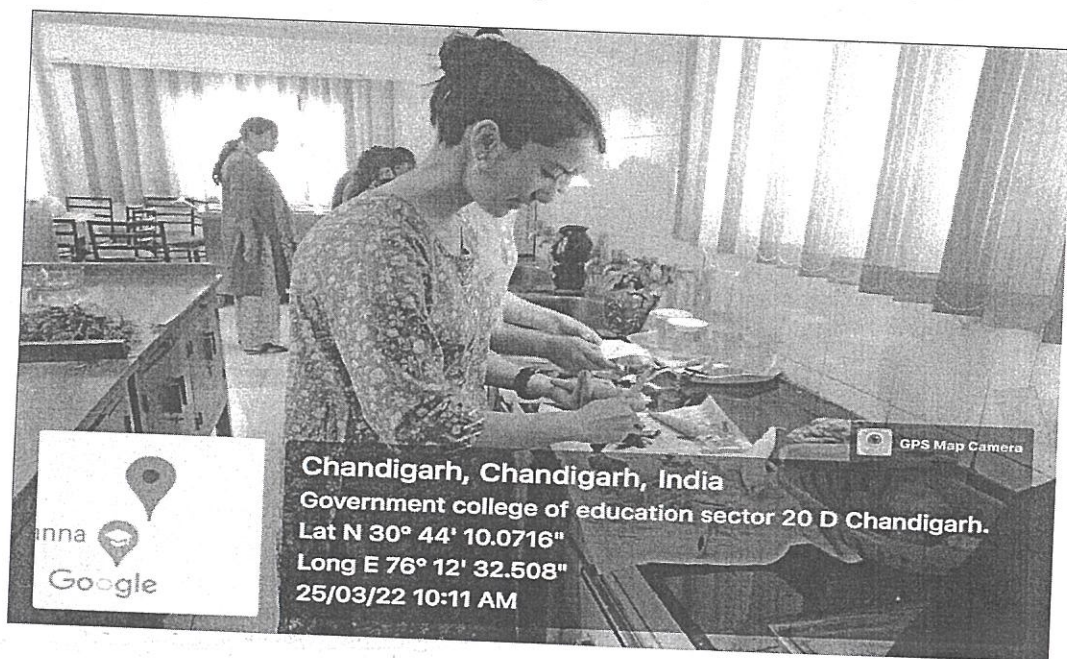 GPS Map Camera
Chandigarh, Chandigarh, India
Government college of education sector 20 D Chandigarh.
Lat N 30° 44' 10.0716"
Long E 76° 12' 32.508"
25/03/22 10:11 AM
anna
Google